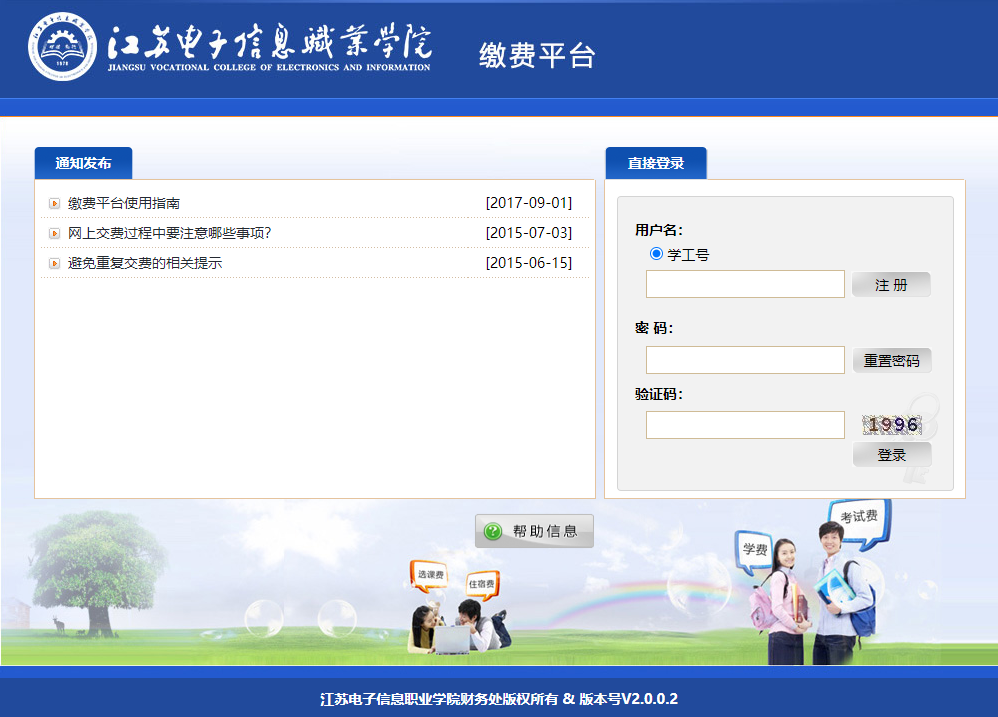 江苏电子信息職業学院
JIANGSU VOCATIONAL COLLEGE OF ELECTRONICS AND INFORMATION
缴费平台
通知发布
缴费平台使用指南 [2017-09-01]
网上交费过程中要注意哪些事项? [2015-07-03]
避免重复交费的相关提示 [2015-06-15]
直接登录
用户名：
学工号
注 册
密 码：
重置密码
验证码：
1996
登录
帮助信息
选课费
住宿费
学费
考试费
江苏电子信息职业学院财务处版权所有 & 版本号V2.0.0.2